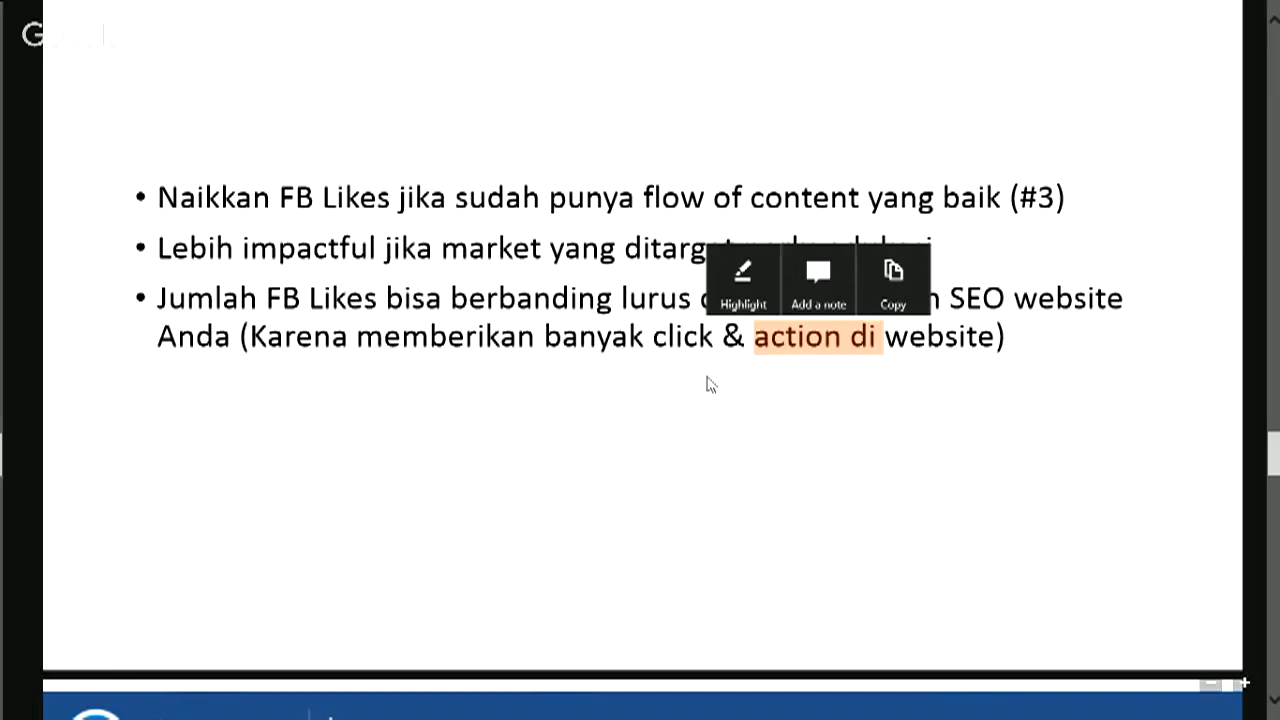 • Naikkan FB Likes jika sudah punya flow of content yang baik (#3)
• Lebih impactful jika market yang
• Jumlah FB Likes bisa berbanding lurus SEO website
Anda (Karena memberikan banyak click & action di website)
Highlight Add a note Copy